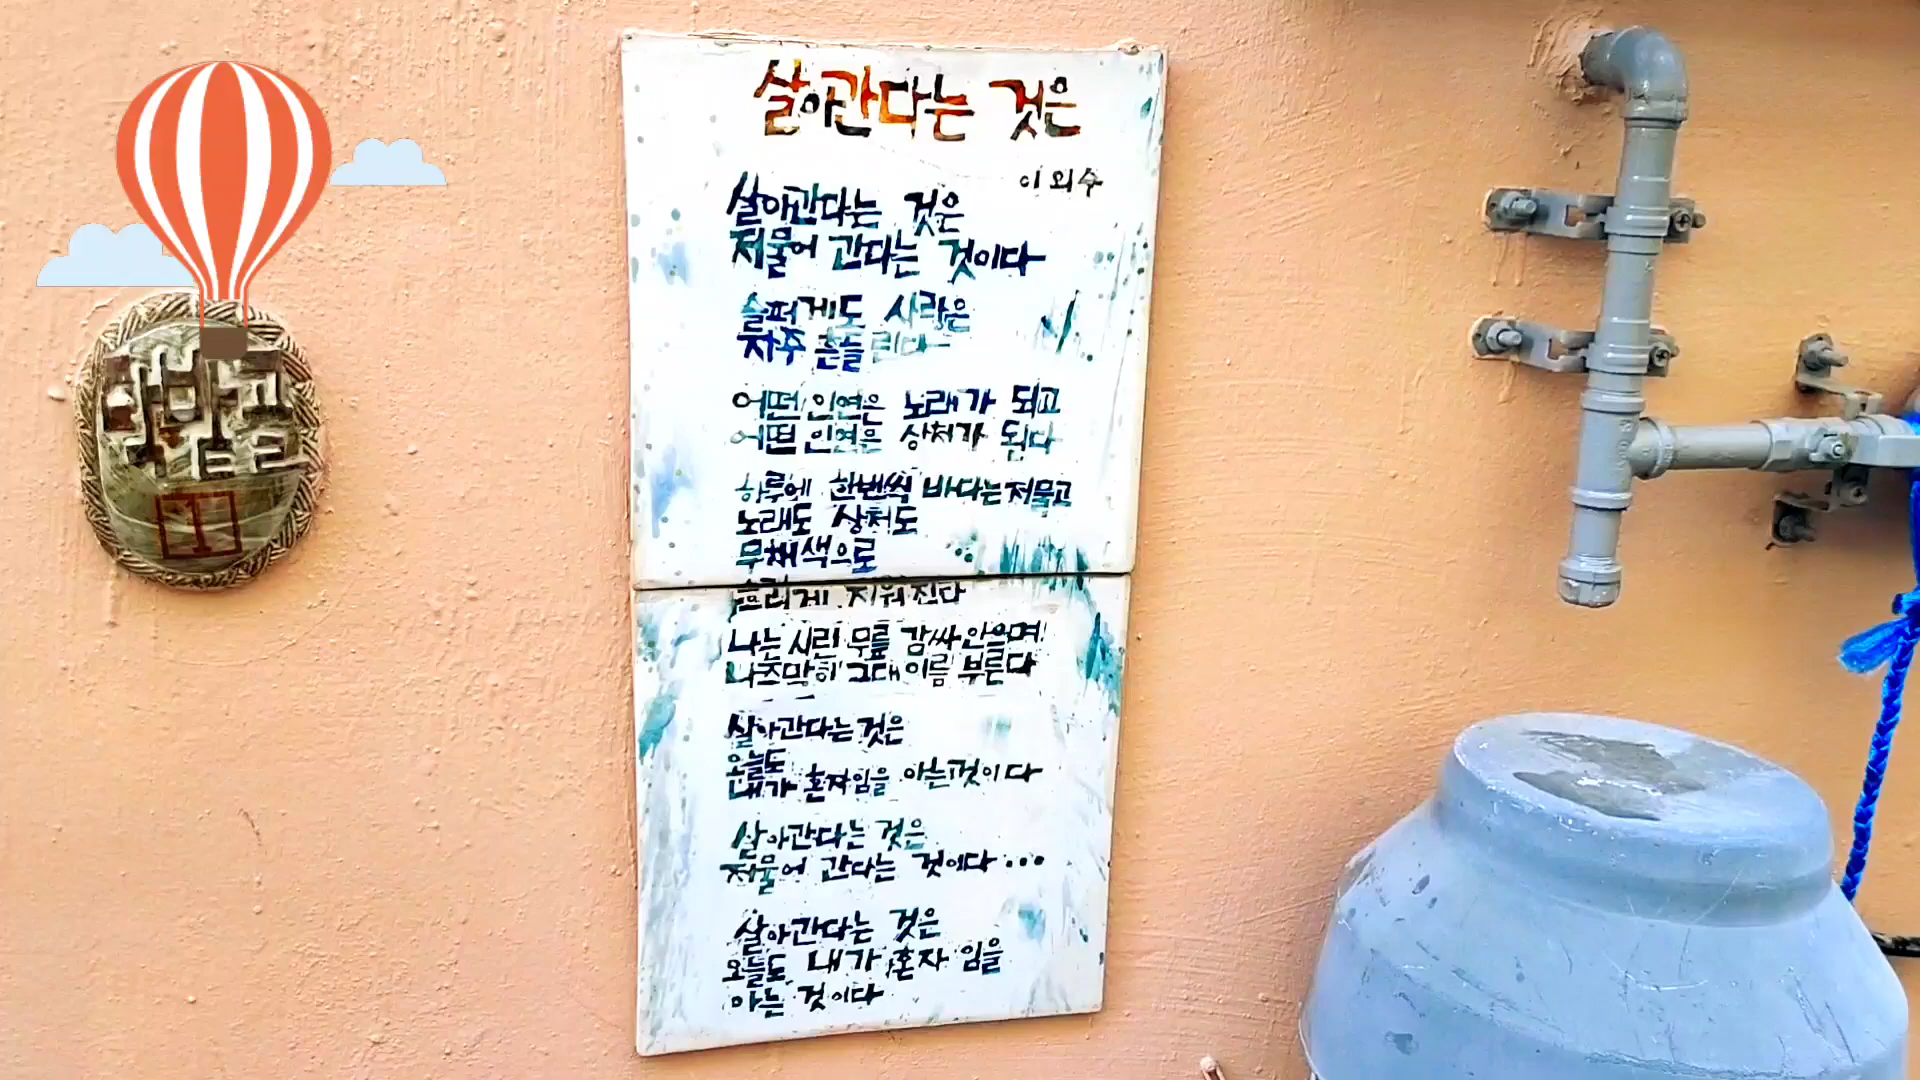 살아간다는 것은
이외수
살아간다는 것은
저물어 간다는 것이다
슬퍼게도 사랑은
자주 흔들린다
어떤 인연은 노래가 되고
어떤 인연은 상처가 된다
하루에 한번씩 바다는 저물고
노래도 상처도
무채색으로
흐리게 지워진다
나는 시린 무릎 감싸안으며
나즈막히 그대 이름 부른다
살아간다는 것은
오늘도
내가 혼자임을 아는 것이다
살아간다는 것은
저물어 간다는 것이다...
살아간다는 것은
오늘도 내가 혼자 임을
아는 것이다
1